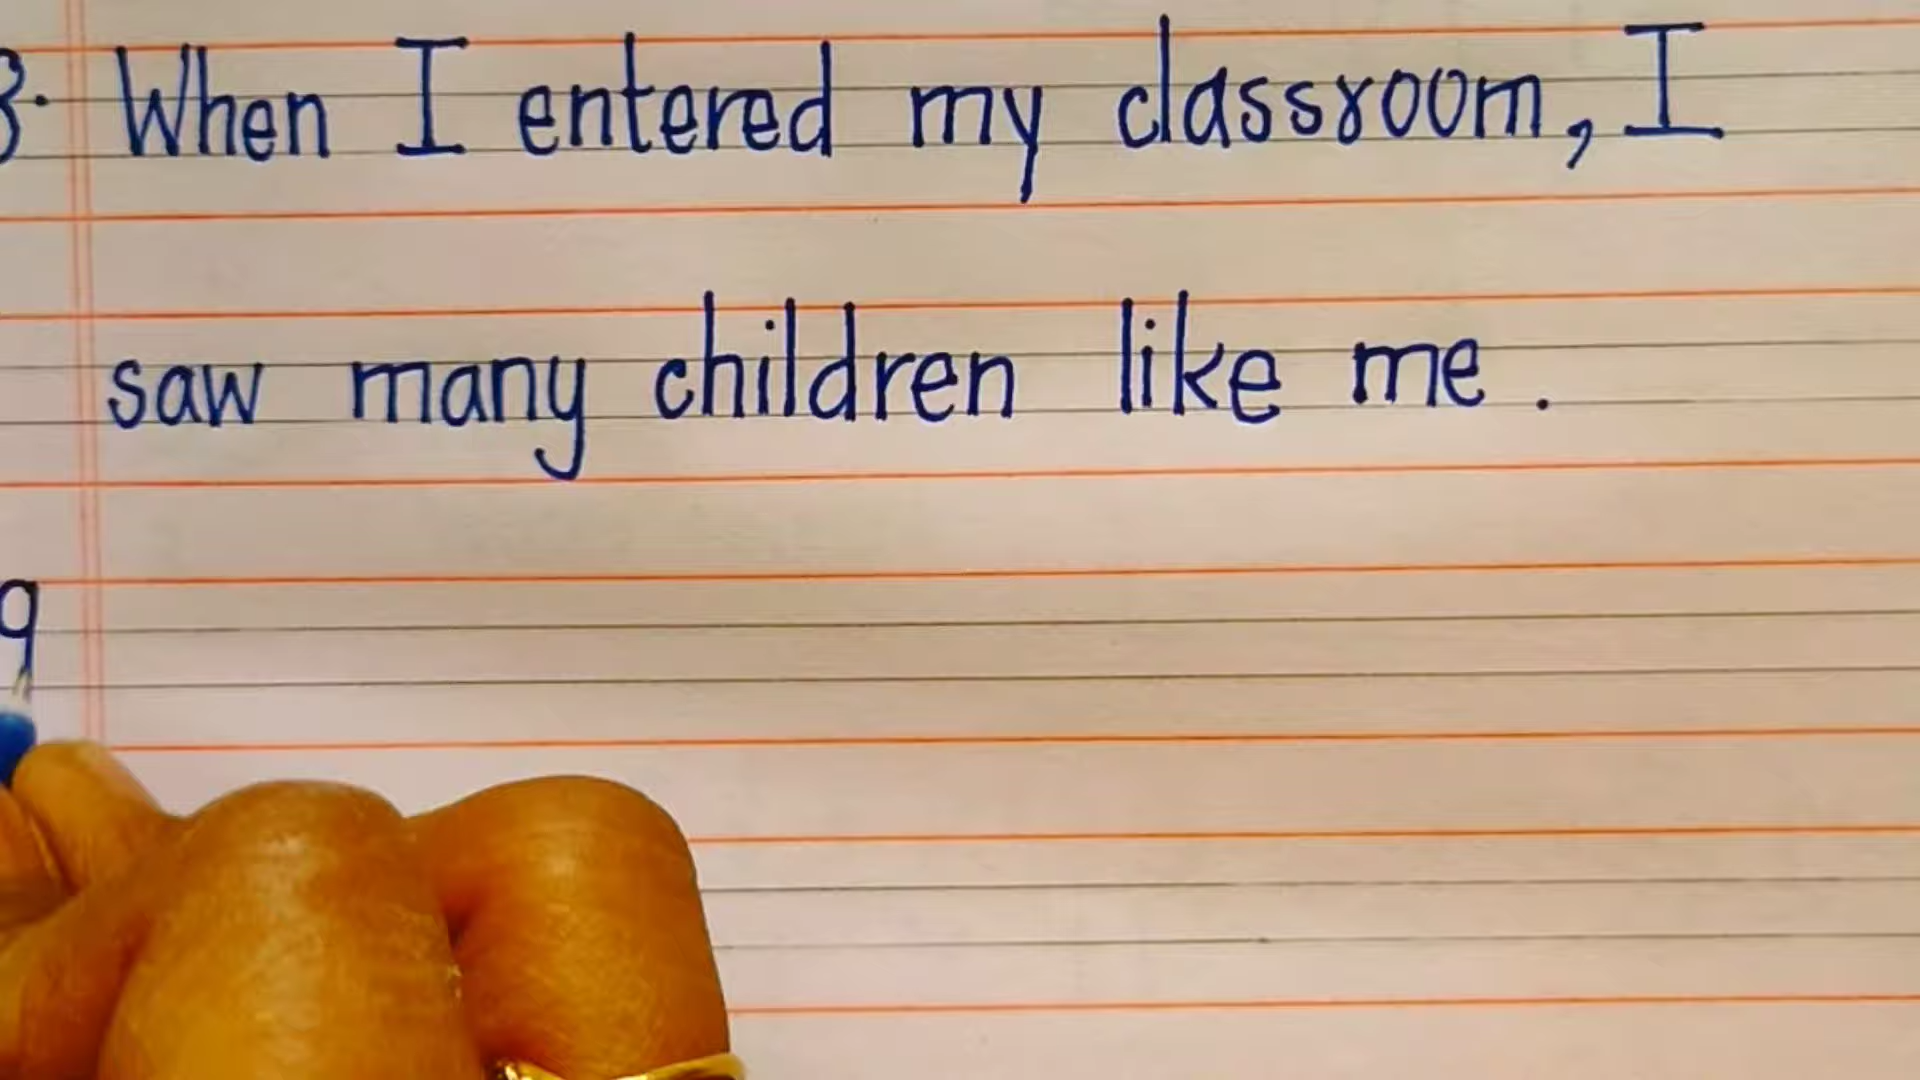 8. When I entered my classroom, I
saw many children like me.
9